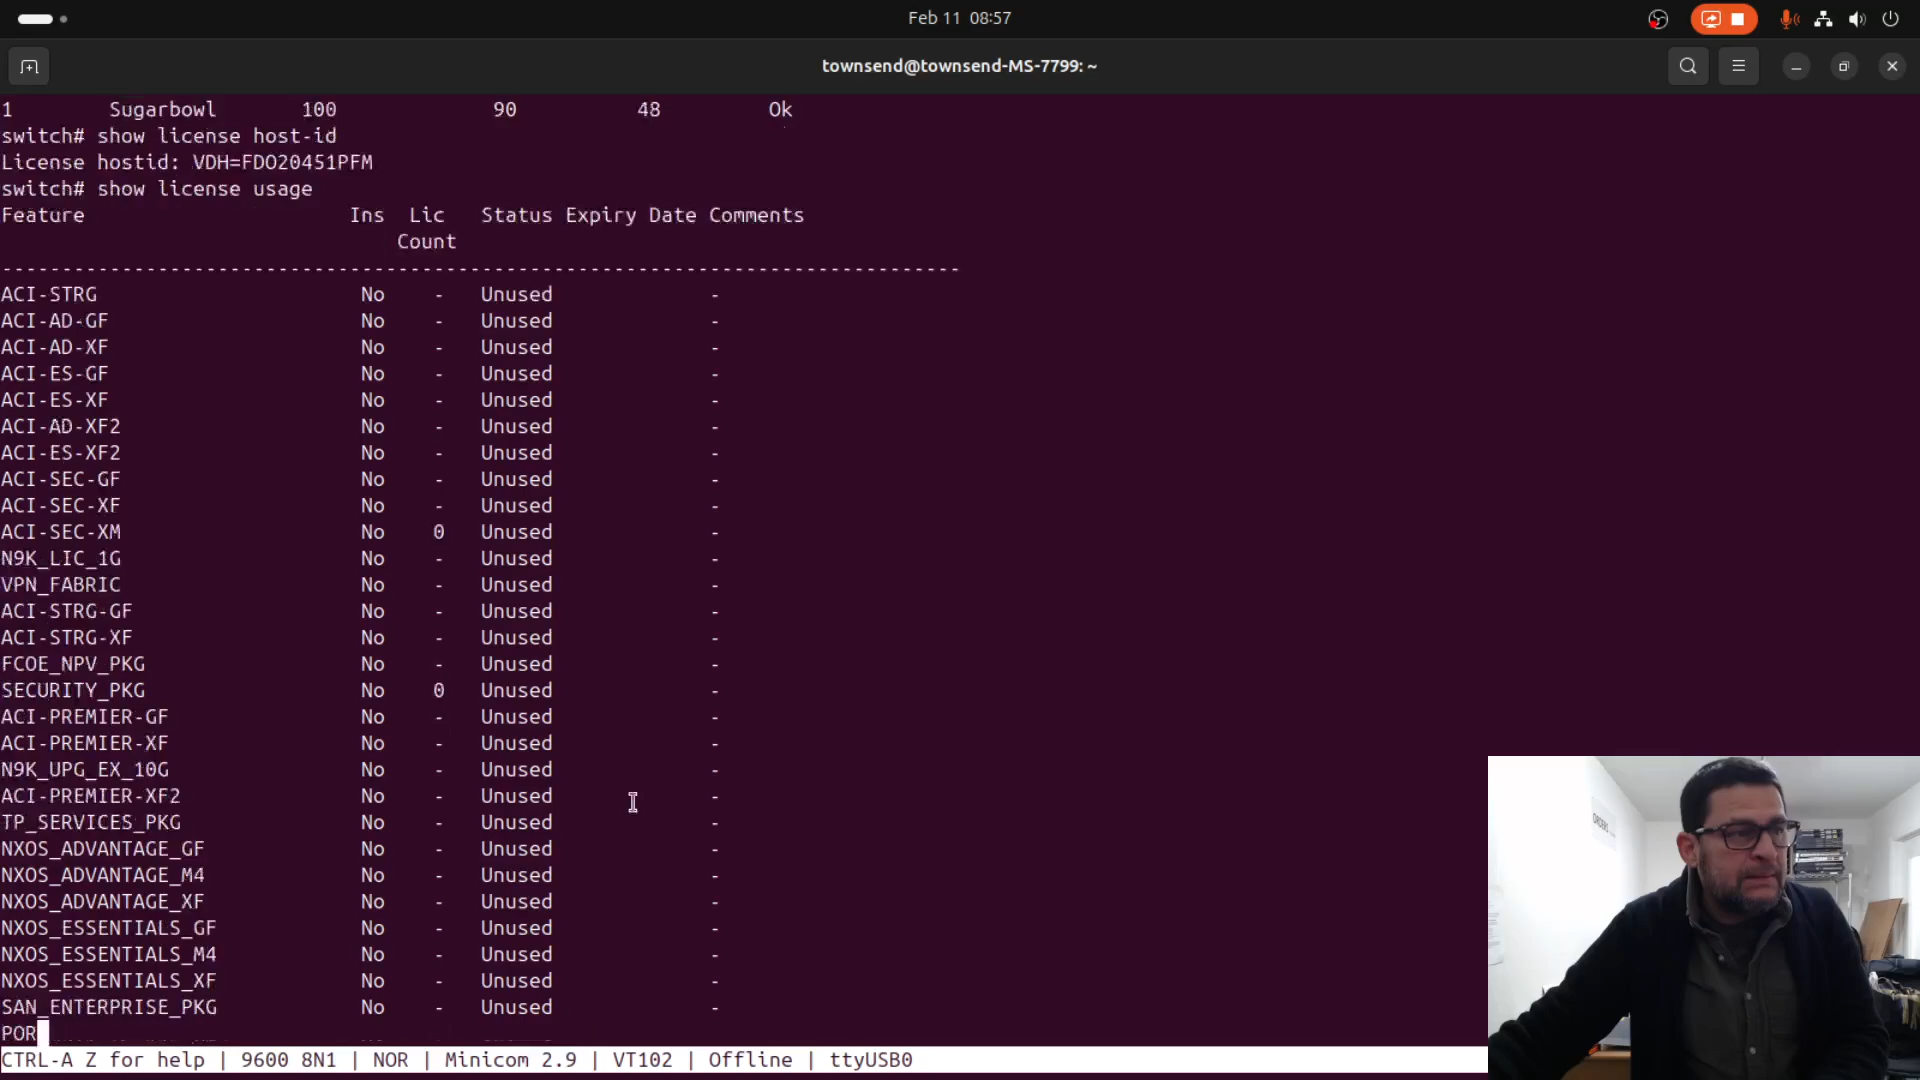 Feb 11 08:57
townsend@townsend-MS-7799: ~
1 Sugarbowl 100 90 48 Ok
switch# show license host-id
License hostid: VDH=FDO20451PFM
switch# show license usage
Feature Ins Lic Status Expiry Date Comments
Count
--------------------------------------------------------------------------------
ACI-STRG No - Unused -
ACI-AD-GF No - Unused -
ACI-AD-XF No - Unused -
ACI-ES-GF No - Unused -
ACI-ES-XF No - Unused -
ACI-AD-XF2 No - Unused -
ACI-ES-XF2 No - Unused -
ACI-SEC-GF No - Unused -
ACI-SEC-XF No - Unused -
ACI-SEC-XM No 0 Unused -
N9K_LIC_1G No - Unused -
VPN_FABRIC No - Unused -
ACI-STRG-GF No - Unused -
ACI-STRG-XF No - Unused -
FCOE_NPV_PKG No - Unused -
SECURITY_PKG No 0 Unused -
ACI-PREMIER-GF No - Unused -
ACI-PREMIER-XF No - Unused -
N9K_UPG_EX_10G No - Unused -
ACI-PREMIER-XF2 No - Unused -
TP_SERVICES_PKG No - Unused -
NXOS_ADVANTAGE_GF No - Unused -
NXOS_ADVANTAGE_M4 No - Unused -
NXOS_ADVANTAGE_XF No - Unused -
NXOS_ESSENTIALS_GF No - Unused -
NXOS_ESSENTIALS_M4 No - Unused -
NXOS_ESSENTIALS_XF No - Unused -
SAN_ENTERPRISE_PKG No - Unused -
POR
CTRL-A Z for help | 9600 8N1 | NOR | Minicom 2.9 | VT102 | Offline | ttyUSB0
ORDERS